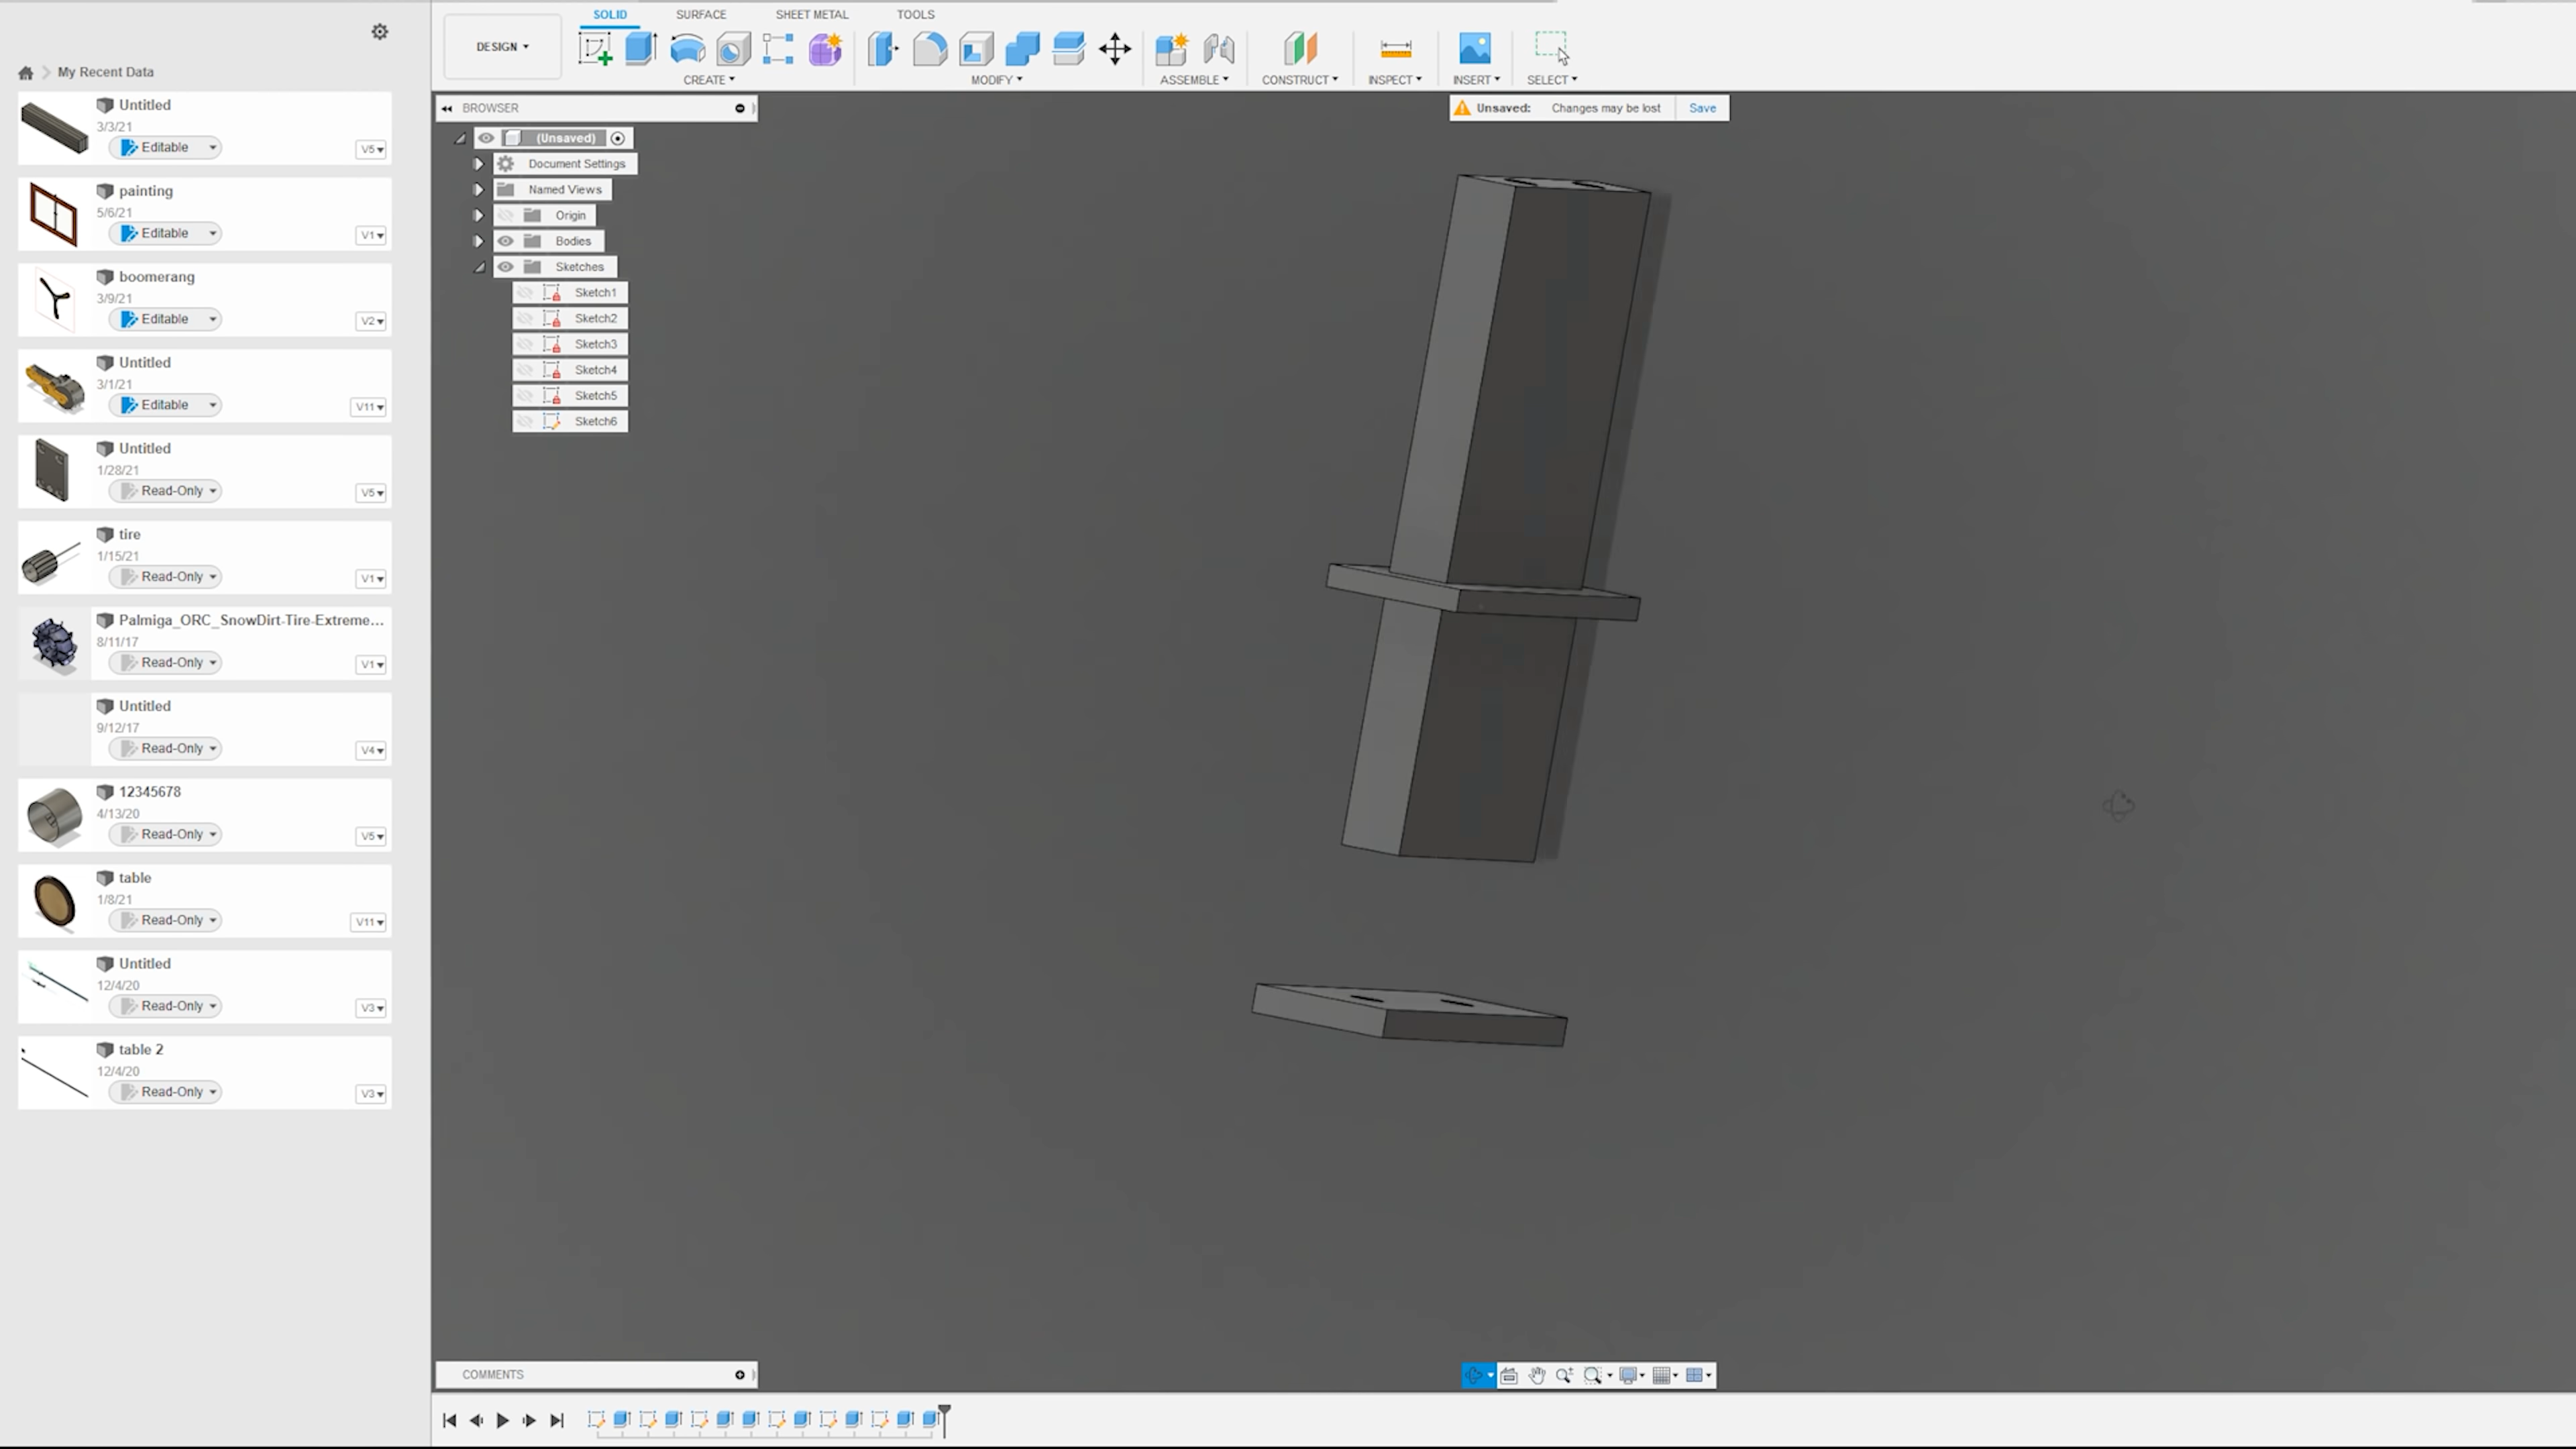 SOLID
SURFACE
SHEET METAL
TOOLS
DESIGN
CREATE
MODIFY
ASSEMBLE
CONSTRUCT
INSPECT
INSERT
SELECT
My Recent Data
Untitled
3/3/21
Editable
V5
painting
5/6/21
Editable
V1
boomerang
3/9/21
Editable
V2
Untitled
3/1/21
Editable
V11
Untitled
1/28/21
Read-Only
V5
tire
1/15/21
Read-Only
V1
Palmiga_ORC_SnowDirt-Tire-Extreme...
8/11/17
Read-Only
V1
Untitled
9/12/17
Read-Only
V4
12345678
4/13/20
Read-Only
V5
table
1/8/21
Read-Only
V11
Untitled
12/4/20
Read-Only
V3
table 2
12/4/20
Read-Only
V3
BROWSER
(Unsaved)
Document Settings
Named Views
Origin
Bodies
Sketches
Sketch1
Sketch2
Sketch3
Sketch4
Sketch5
Sketch6
Unsaved: Changes may be lost Save
COMMENTS